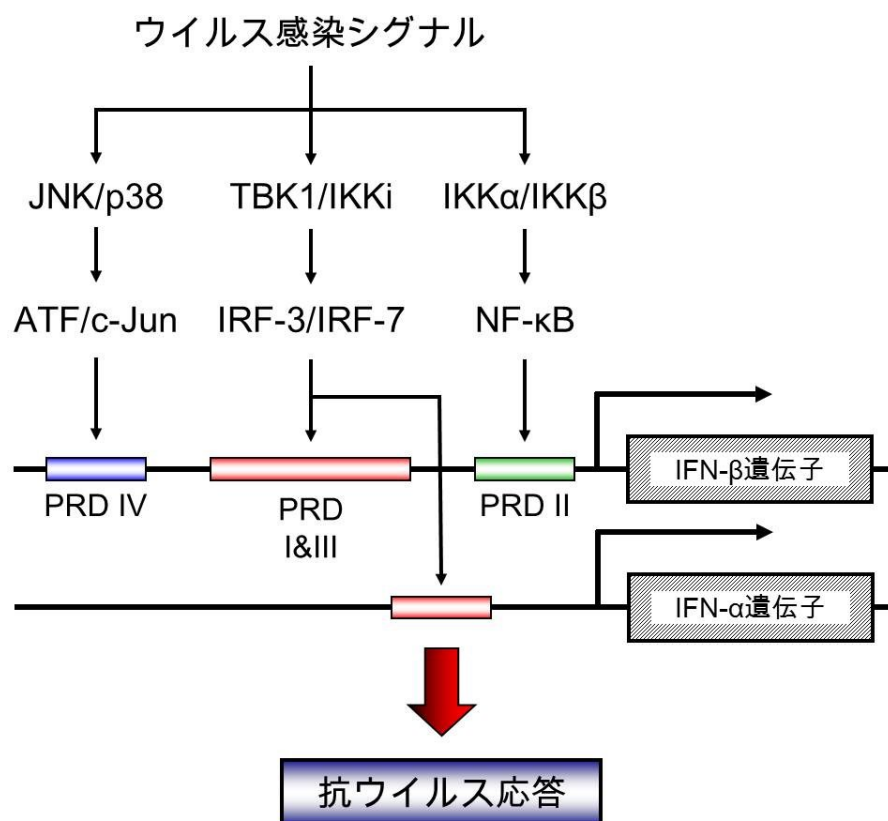 ウイルス感染シグナル
JNK/p38 TBK1/IKKi IKKα/IKKβ
ATF/c-Jun IRF-3/IRF-7 NF-κB
IFN-β遺伝子
PRD IV PRD PRD II
I&III
IFN-α遺伝子
抗ウイルス応答